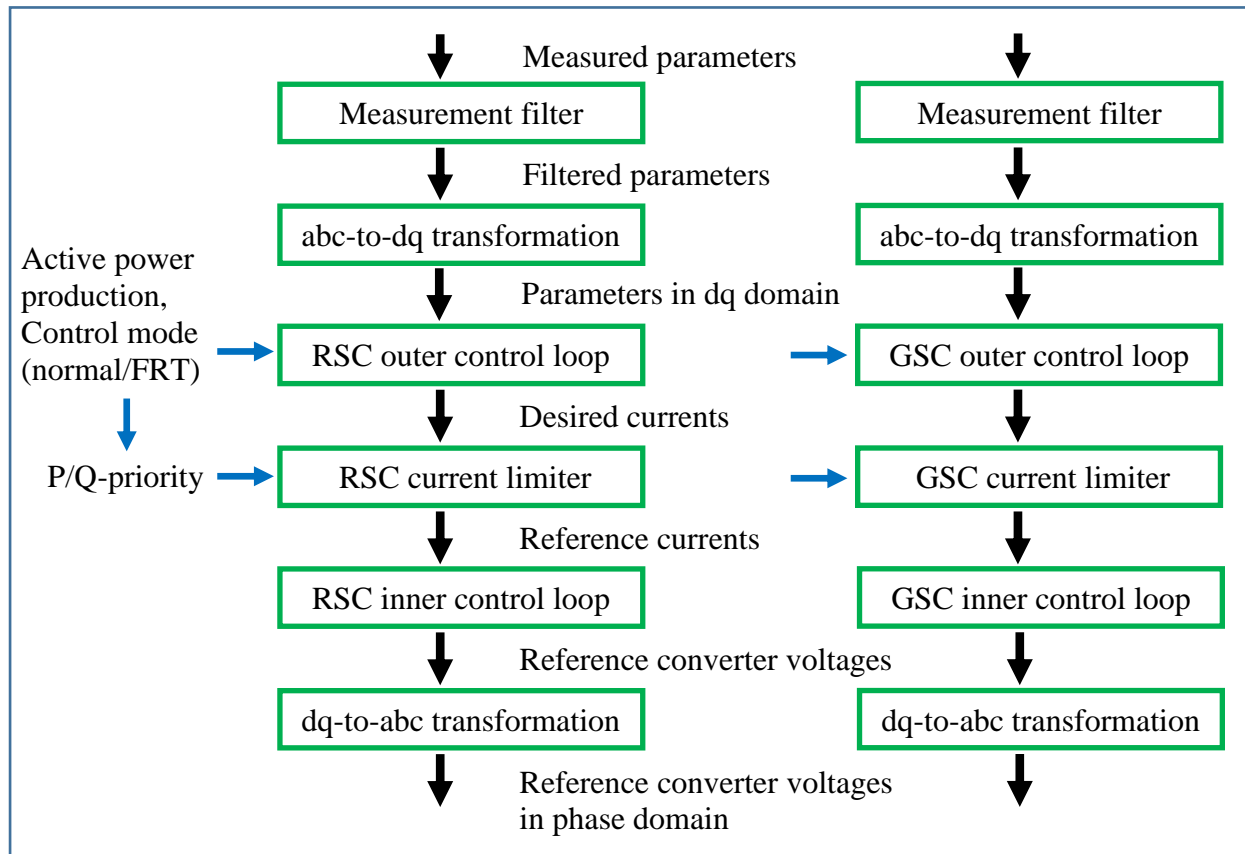 Measured parameters
Measurement filter
Measurement filter
Filtered parameters
abc-to-dq transformation
abc-to-dq transformation
Active power
production,
Control mode
(normal/FRT)
Parameters in dq domain
RSC outer control loop
GSC outer control loop
Desired currents
P/Q-priority
RSC current limiter
GSC current limiter
Reference currents
RSC inner control loop
GSC inner control loop
Reference converter voltages
dq-to-abc transformation
dq-to-abc transformation
Reference converter voltages
in phase domain